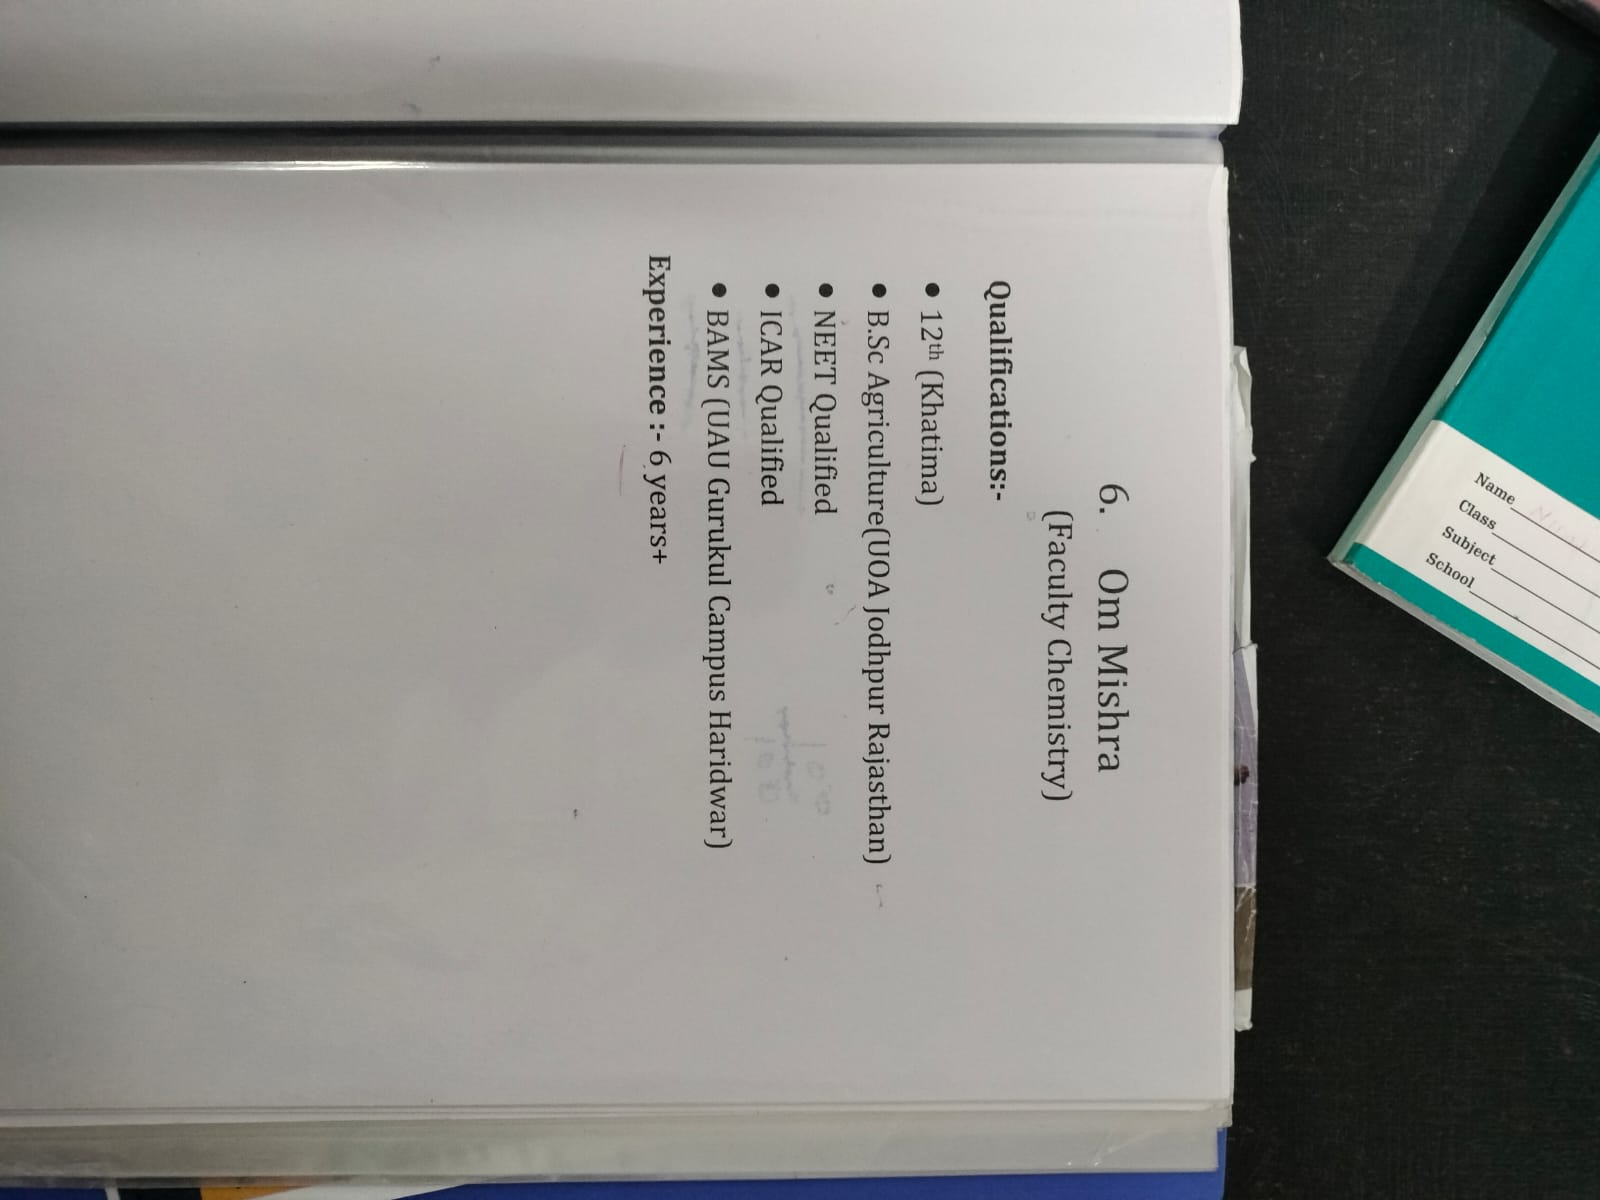 Name
Class
Subject
School
6. Om Mishra
(Faculty Chemistry)
Qualifications:-
• 12th (Khatima)
• B.Sc Agriculture(UOA Jodhpur Rajasthan)
• NEET Qualified
• ICAR Qualified
• BAMS (UAU Gurukul Campus Haridwar)
Experience :- 6 years+